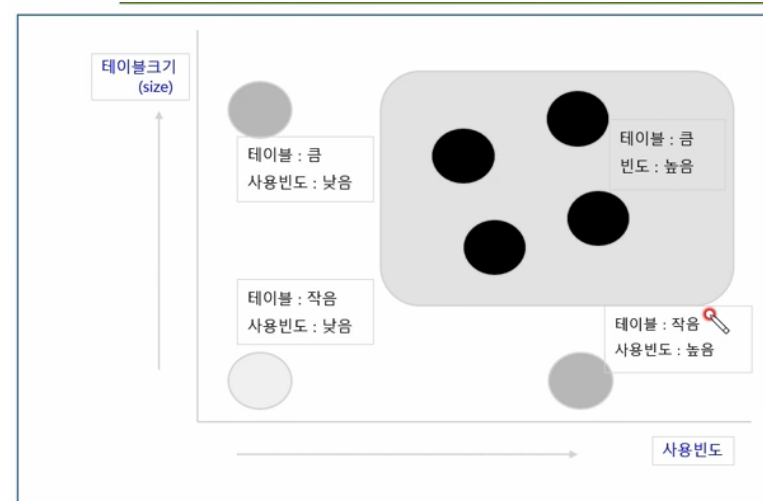 테이블크기
(size)
테이블 : 큼
사용빈도 : 낮음
테이블 : 큼
빈도 : 높음
테이블 : 작음
사용빈도 : 낮음
테이블 : 작음
사용빈도 : 높음
사용빈도